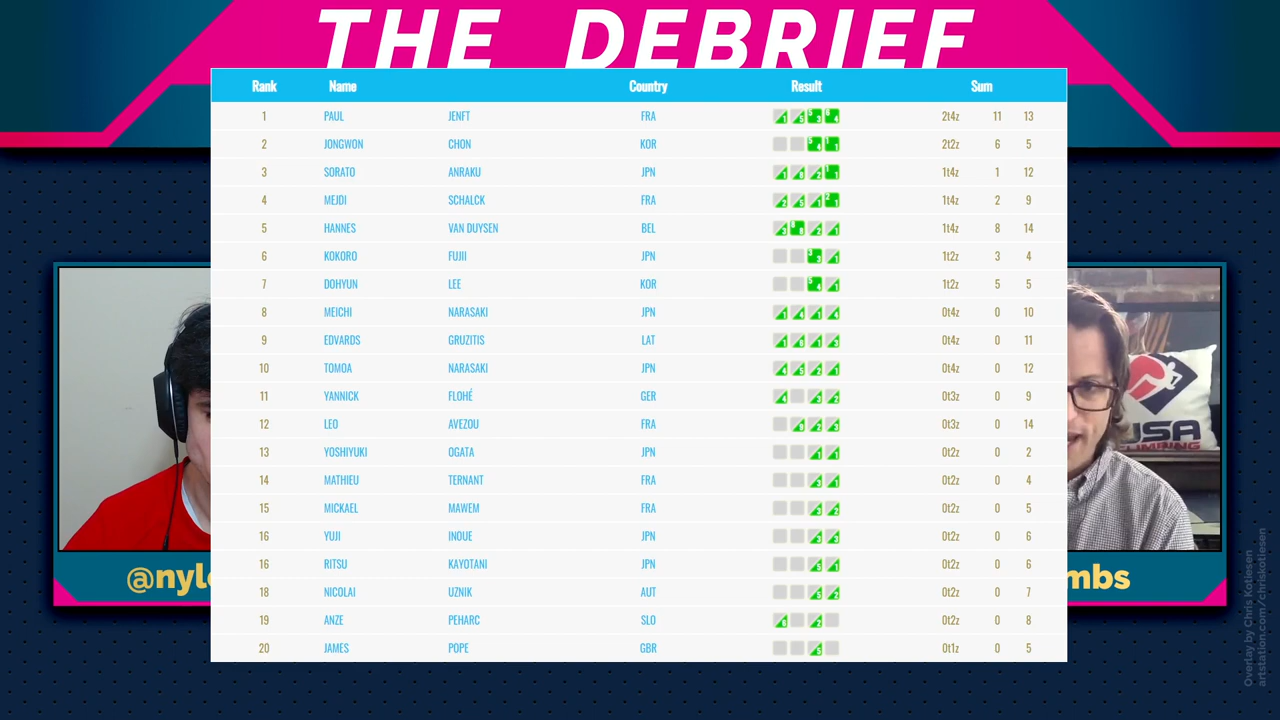 THE DEBRIEF
Rank Name Country Result Sum
1 PAUL JENFT FRA 2t4z 11 13
2 JONGWON CHON KOR 2t2z 6 5
3 SORATO ANRAKU JPN 1t4z 1 12
4 MEJDI SCHALCK FRA 1t4z 2 9
5 HANNES VAN DUYSEN BEL 1t4z 8 14
6 KOKORO FUJII JPN 1t2z 3 4
7 DOHYUN LEE KOR 1t2z 5 5
8 MEICHI NARASAKI JPN 0t4z 0 10
9 EDVARDS GRUZITIS LAT 0t4z 0 11
10 TOMOA NARASAKI JPN 0t4z 0 12
11 YANNICK FLOHÉ GER 0t3z 0 9
12 LEO AVEZOU FRA 0t3z 0 14
13 YOSHIYUKI OGATA JPN 0t2z 0 2
14 MATHIEU TERNANT FRA 0t2z 0 4
15 MICKAEL MAWEM FRA 0t2z 0 5
16 YUJI INOUE JPN 0t2z 0 6
16 RITSU KAYOTANI JPN 0t2z 0 6
18 NICOLAI UZNIK AUT 0t2z 0 7
19 ANZE PEHARC SLO 0t2z 0 8
20 JAMES POPE GBR 0t1z 0 5
USA
CLIMBING
@nyl
mbs
Overlay by Chris Kotiesen
artstation.com/chriskotiesen